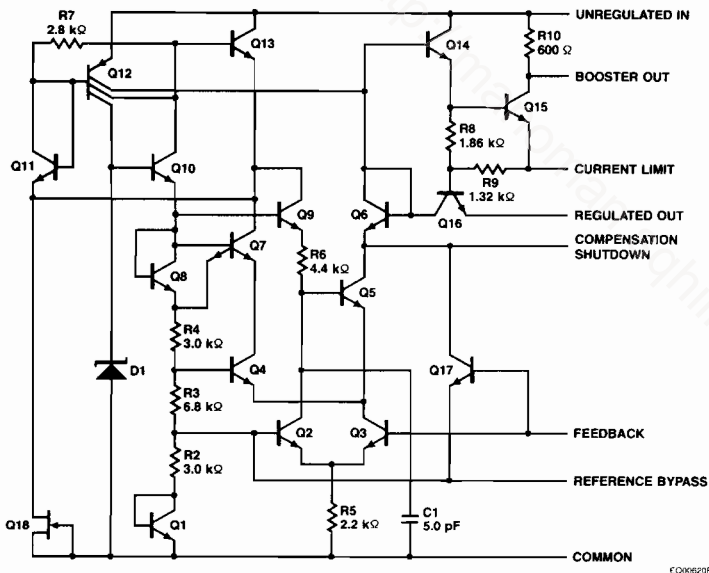 R7
2.8 kΩ
Q12
Q13
Q14
R10
600 Ω
UNREGULATED IN
BOOSTER OUT
Q15
Q11
Q10
R8
1.86 kΩ
R9
1.32 kΩ
CURRENT LIMIT
Q9
Q6
Q16
REGULATED OUT
Q8
Q7
R6
4.4 kΩ
Q5
COMPENSATION
SHUTDOWN
R4
3.0 kΩ
D1
Q4
Q17
R3
6.8 kΩ
Q2
Q3
FEEDBACK
R2
3.0 kΩ
REFERENCE BYPASS
Q18
Q1
R5
2.2 kΩ
C1
5.0 pF
COMMON